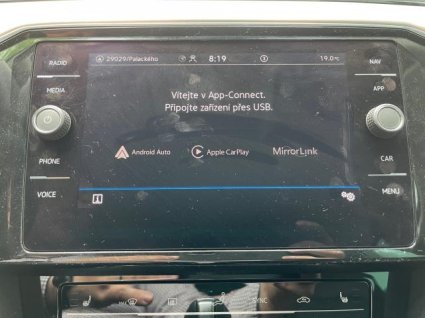 RADIO
MEDIA
PHONE
VOICE
29029/Palackého
8:19
19.0°C
Vítejte v App-Connect.
Připojte zařízení přes USB.
Android Auto
Apple CarPlay
MirrorLink
NAV
APP
CAR
MENU
SYNC